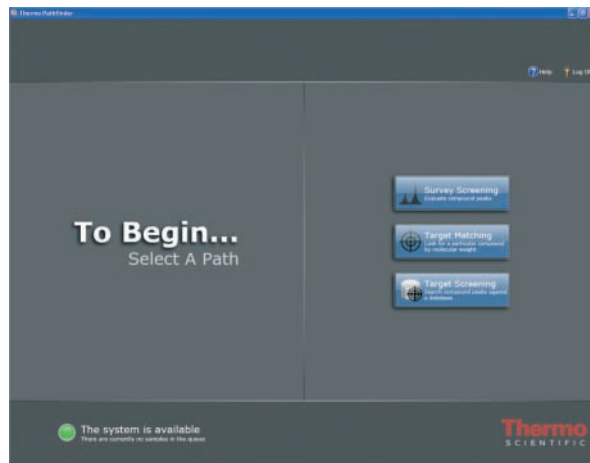 Thermo Pathfinder
Help Log Of
To Begin...
Select A Path
Survey Screening
Evaluate compound peaks
Target Matching
Look for a particular compound
by molecular weight
Target Screening
Search compound peaks against
a database
The system is available
There are currently no samples in the queue
Thermo
SCIENTIFIC